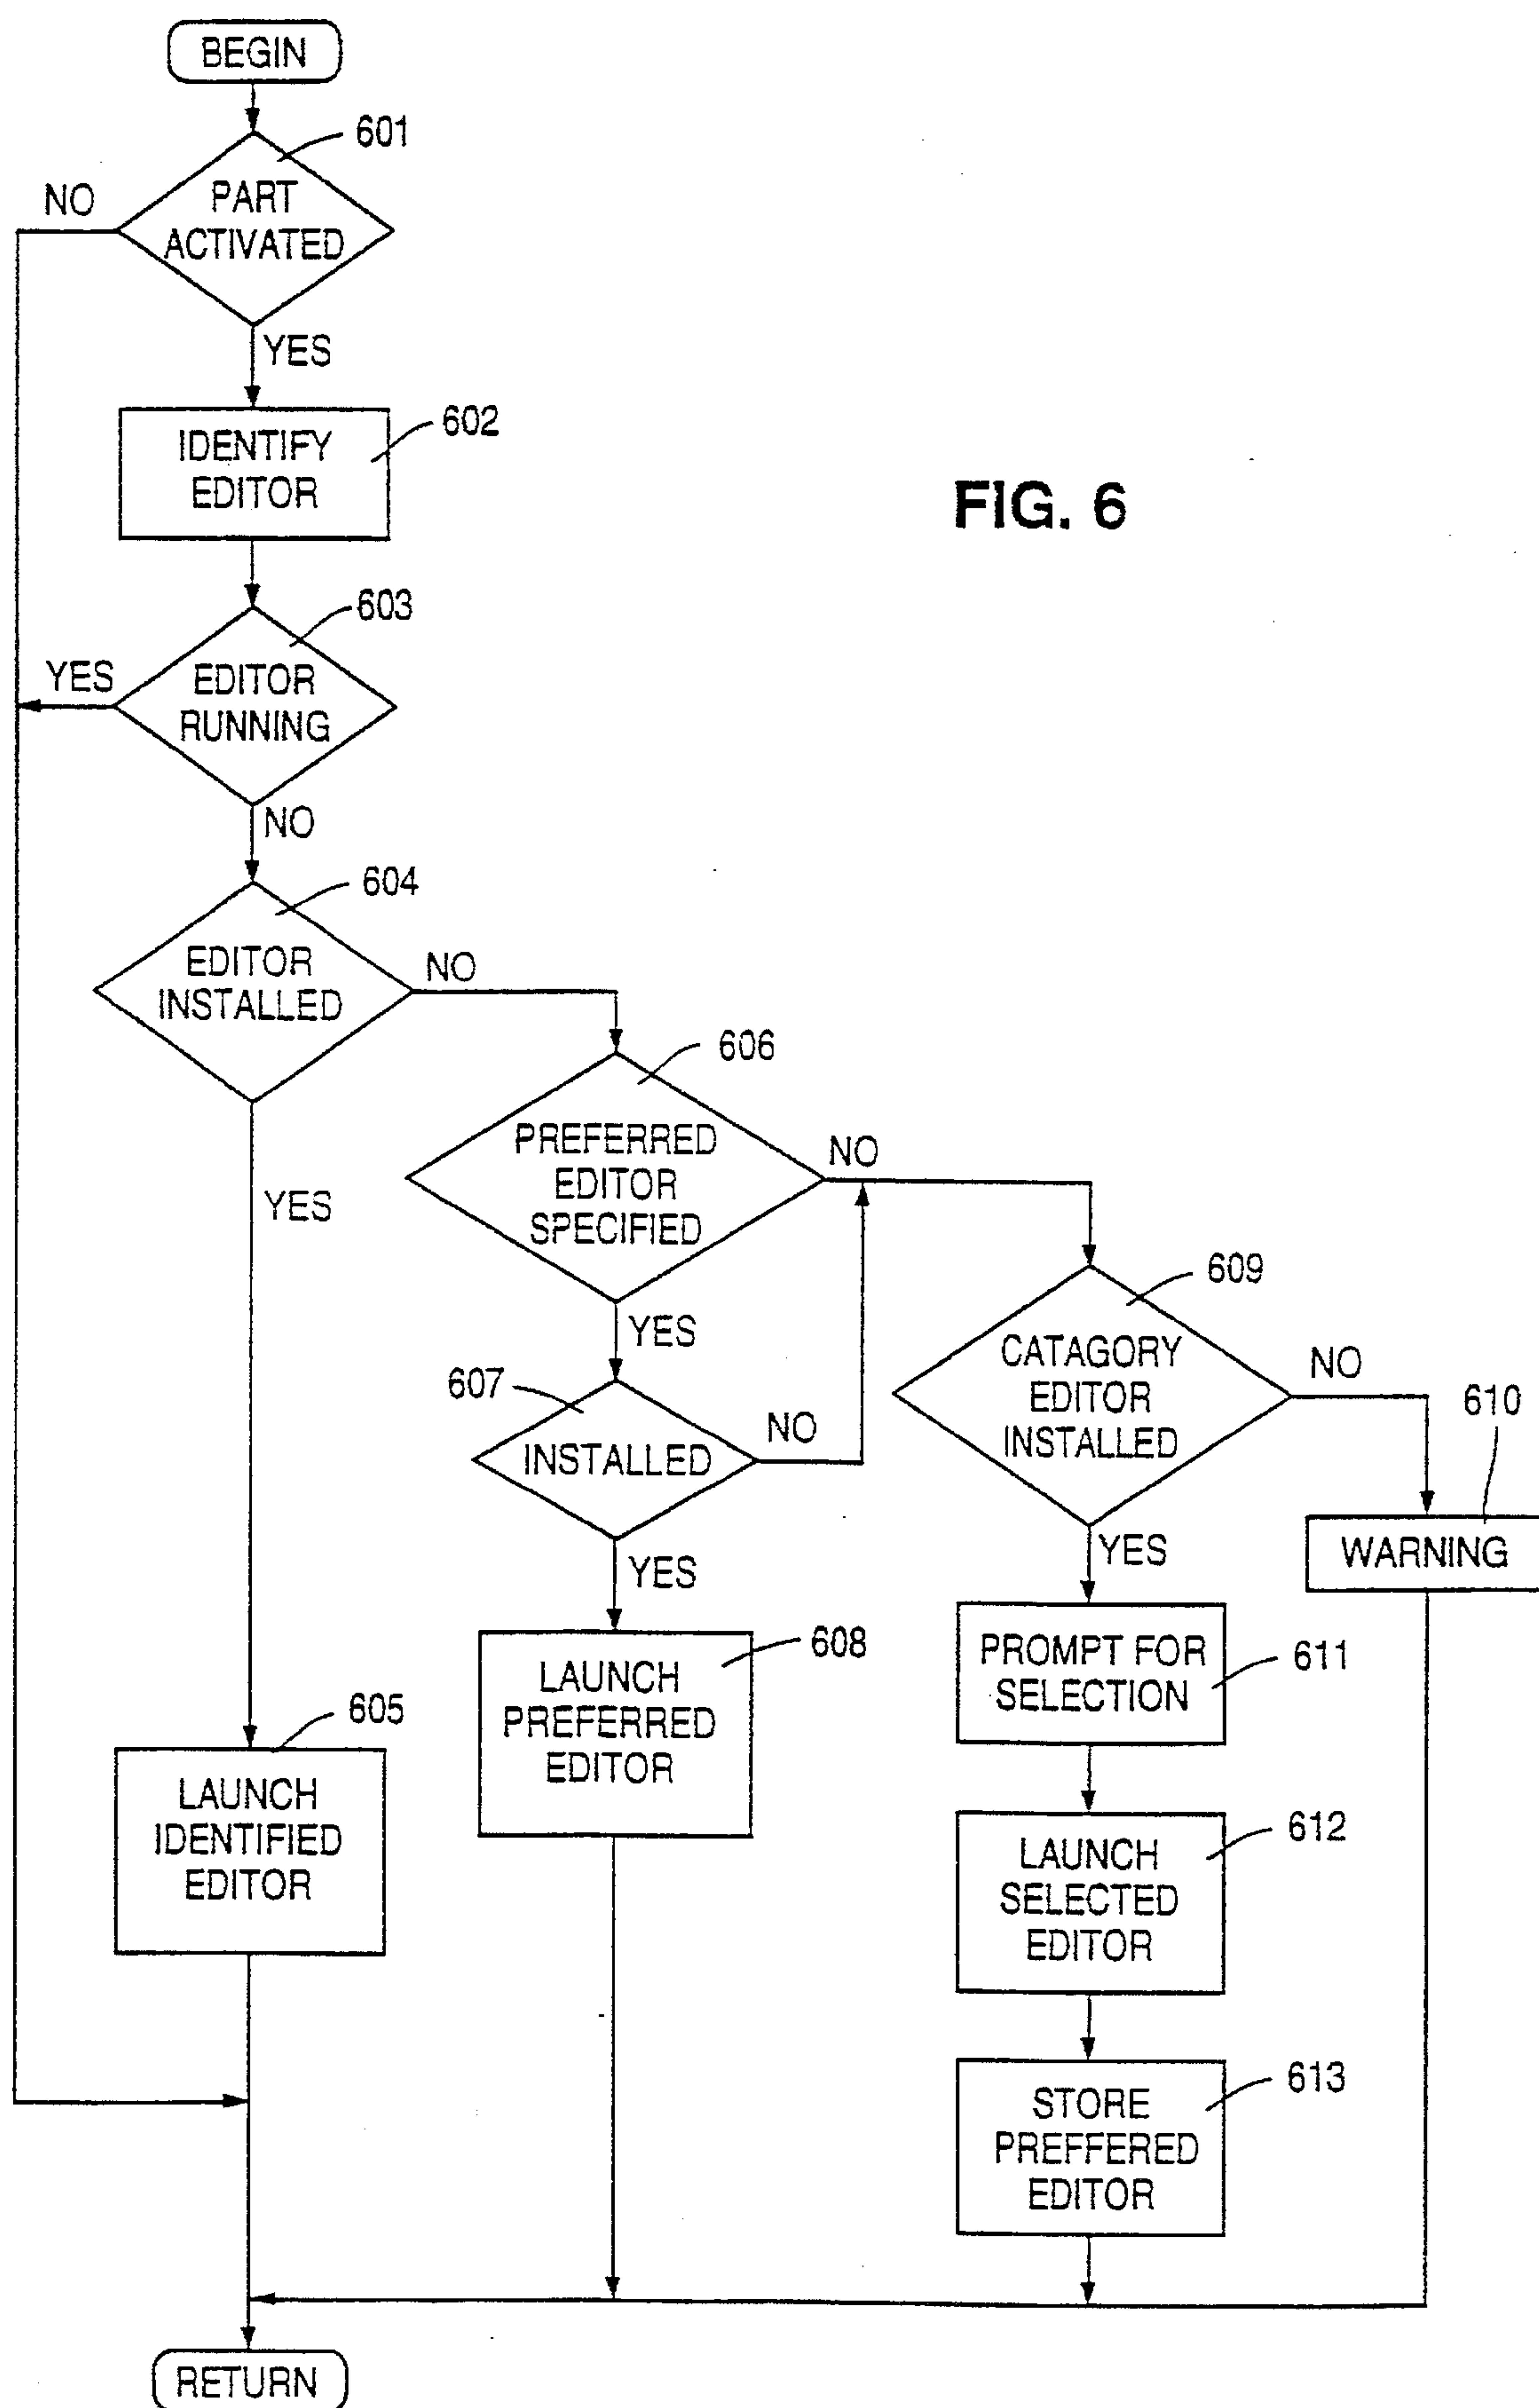 BEGIN
601
NO
PART
ACTIVATED
YES
602
IDENTIFY
EDITOR
FIG. 6
603
YES
EDITOR
RUNNING
NO
604
EDITOR
INSTALLED
NO
606
PREFERRED
EDITOR
SPECIFIED
NO
YES
YES
609
607
CATAGORY
EDITOR
INSTALLED
NO
610
INSTALLED
NO
YES
YES
WARNING
608
PROMPT FOR
SELECTION
611
LAUNCH
PREFERRED
EDITOR
605
LAUNCH
IDENTIFIED
EDITOR
612
LAUNCH
SELECTED
EDITOR
613
STORE
PREFFERED
EDITOR
RETURN